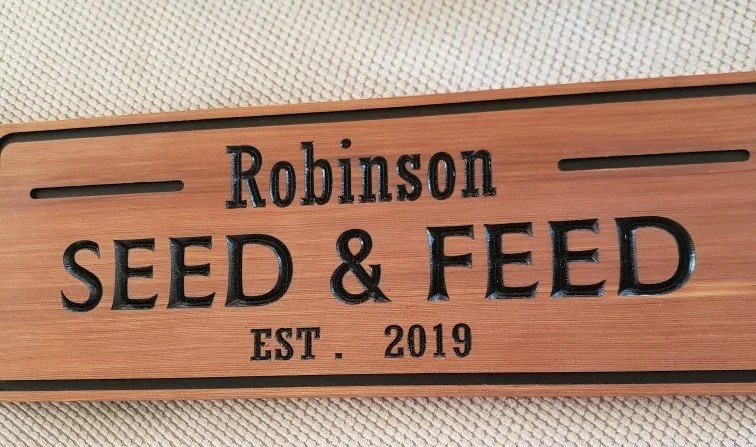 Robinson
SEED & FEED
EST. 2019